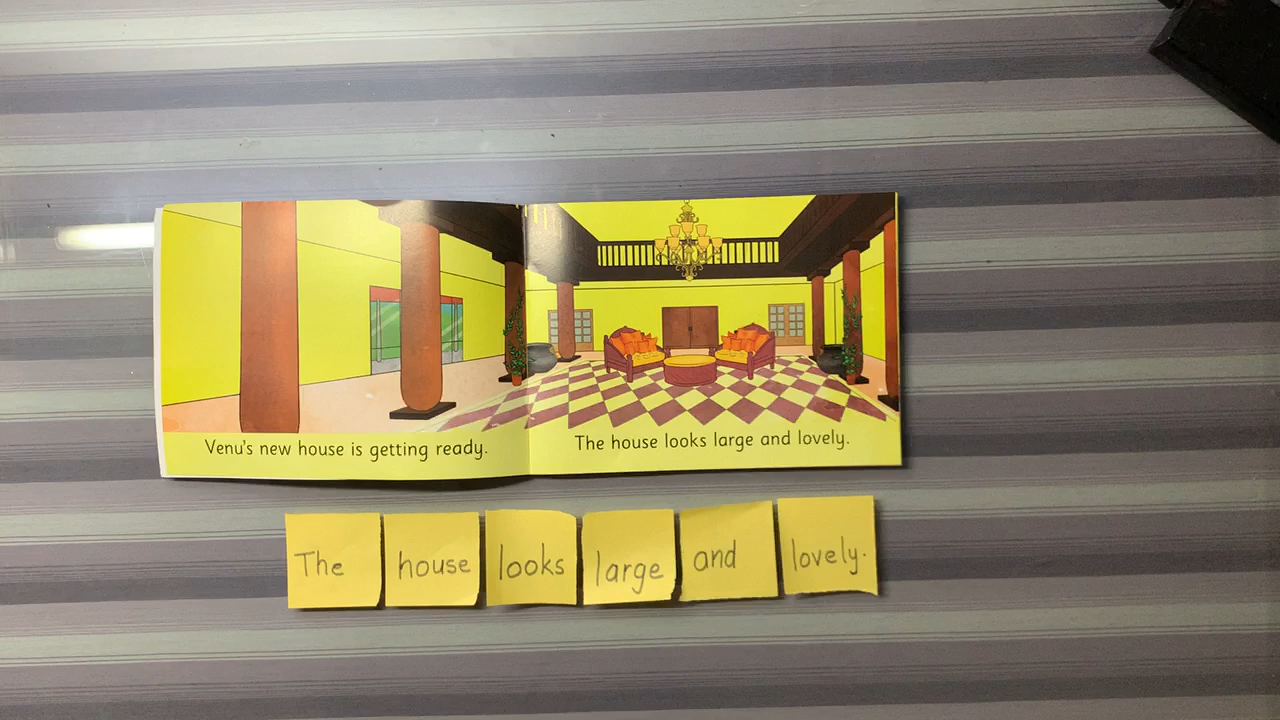 Venu's new house is getting ready.
The house looks large and lovely.
The house looks large and lovely.